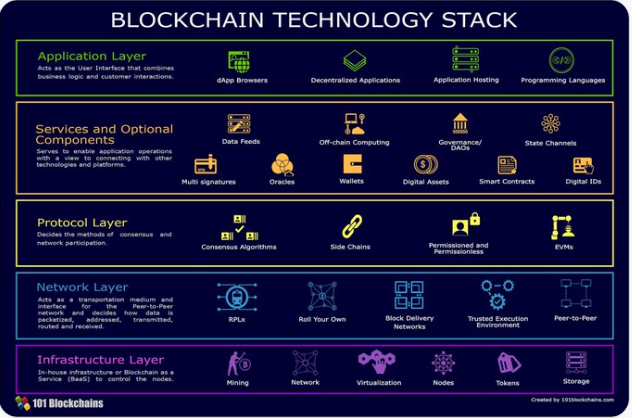 BLOCKCHAIN TECHNOLOGY STACK
Application Layer
Acts as the User Interface that combines
business logic and customer interactions.
dApp Browsers
Decentralized Applications
Application Hosting
Programming Languages
Services and Optional
Components
Serves to enable application operations
with a view to connecting with other
technologies and platforms.
Data Feeds
Off-chain Computing
Governance/
DAOs
State Channels
Multi signatures
Oracles
Wallets
Digital Assets
Smart Contracts
Digital IDs
Protocol Layer
Decides the methods of consensus and
network participation.
Consensus Algorithms
Side Chains
Permissioned and
Permissionless
EVMs
Network Layer
Acts as a transportation medium and
interface for the Peer-to-Peer
network and decides how data is
packetized, addressed, transmitted,
routed and received.
RPLx
Roll Your Own
Block Delivery
Networks
Trusted Execution
Environment
Peer-to-Peer
Infrastructure Layer
In-house infrastructure or Blockchain as a
Service (BaaS) to control the nodes.
Mining
Network
Virtualization
Nodes
Tokens
Storage
101 Blockchains
Created by 101blockchains.com